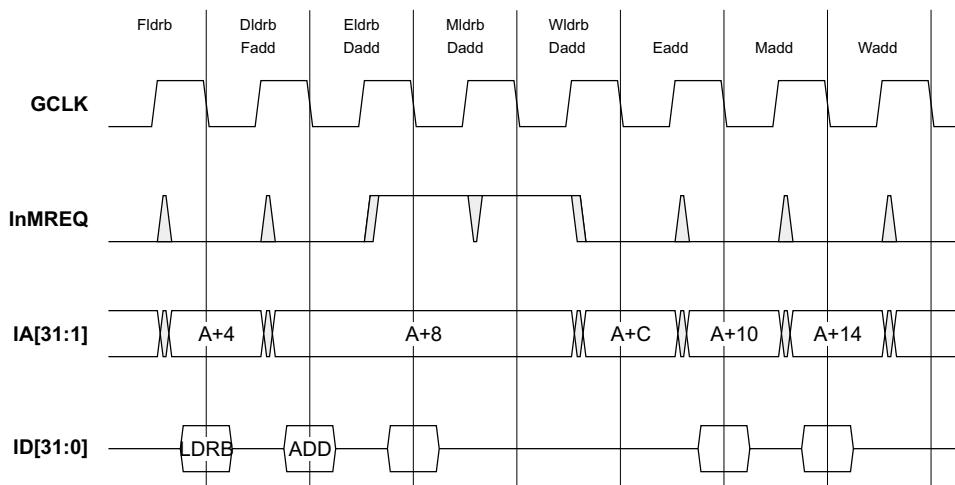 Fldrb Dldrb Eldrb Mldrb Wldrb
Fadd Dadd Dadd Dadd Eadd Madd Wadd
GCLK
InMREQ
IA[31:1] A+4 A+8 A+C A+10 A+14
ID[31:0] LDRB ADD